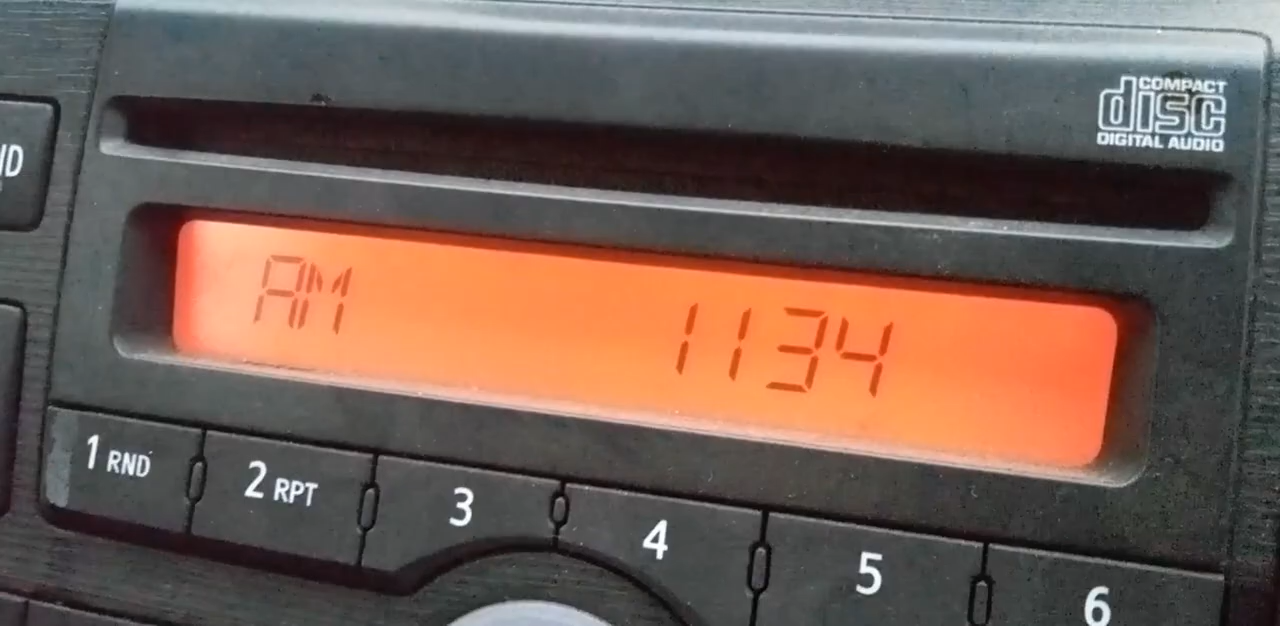 COMPACT
disc
DIGITAL AUDIO
AM 1134
1 RND
2 RPT
3
4
5
6